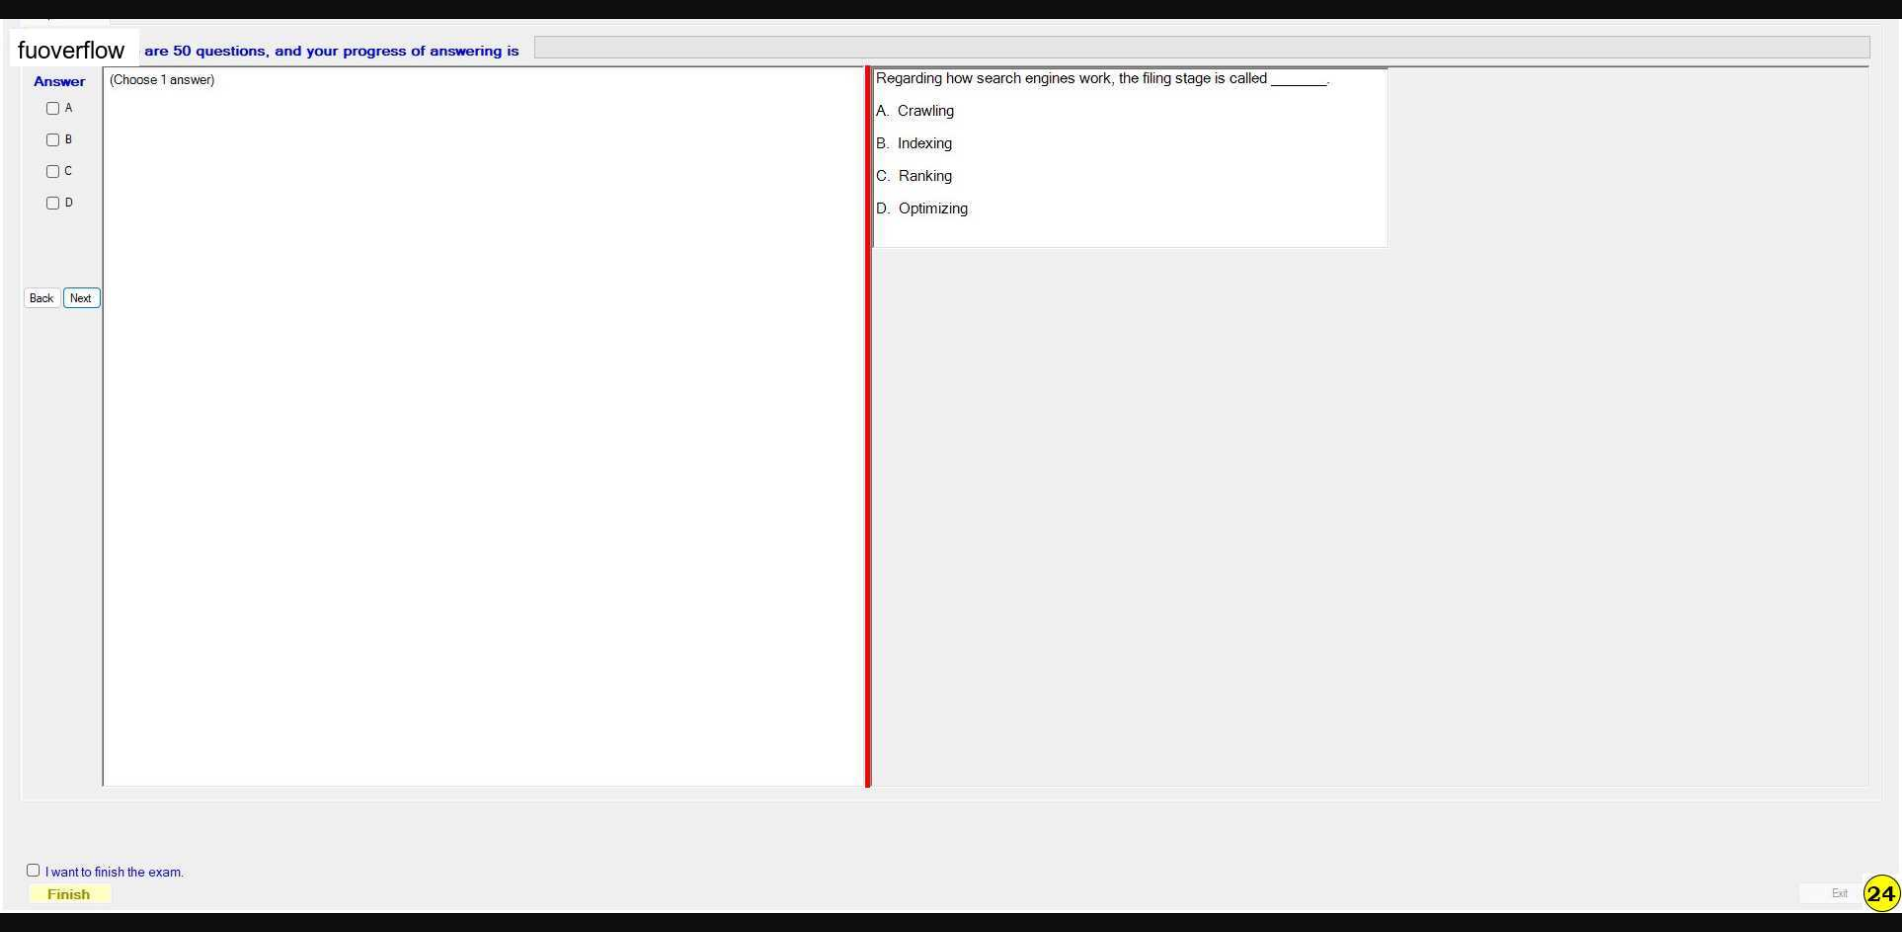 fuoverflow are 50 questions, and your progress of answering is
Answer
(Choose 1 answer)
A
B
C
D
Back Next
Regarding how search engines work, the filing stage is called _______.
A. Crawling
B. Indexing
C. Ranking
D. Optimizing
I want to finish the exam.
Finish
Exit
24